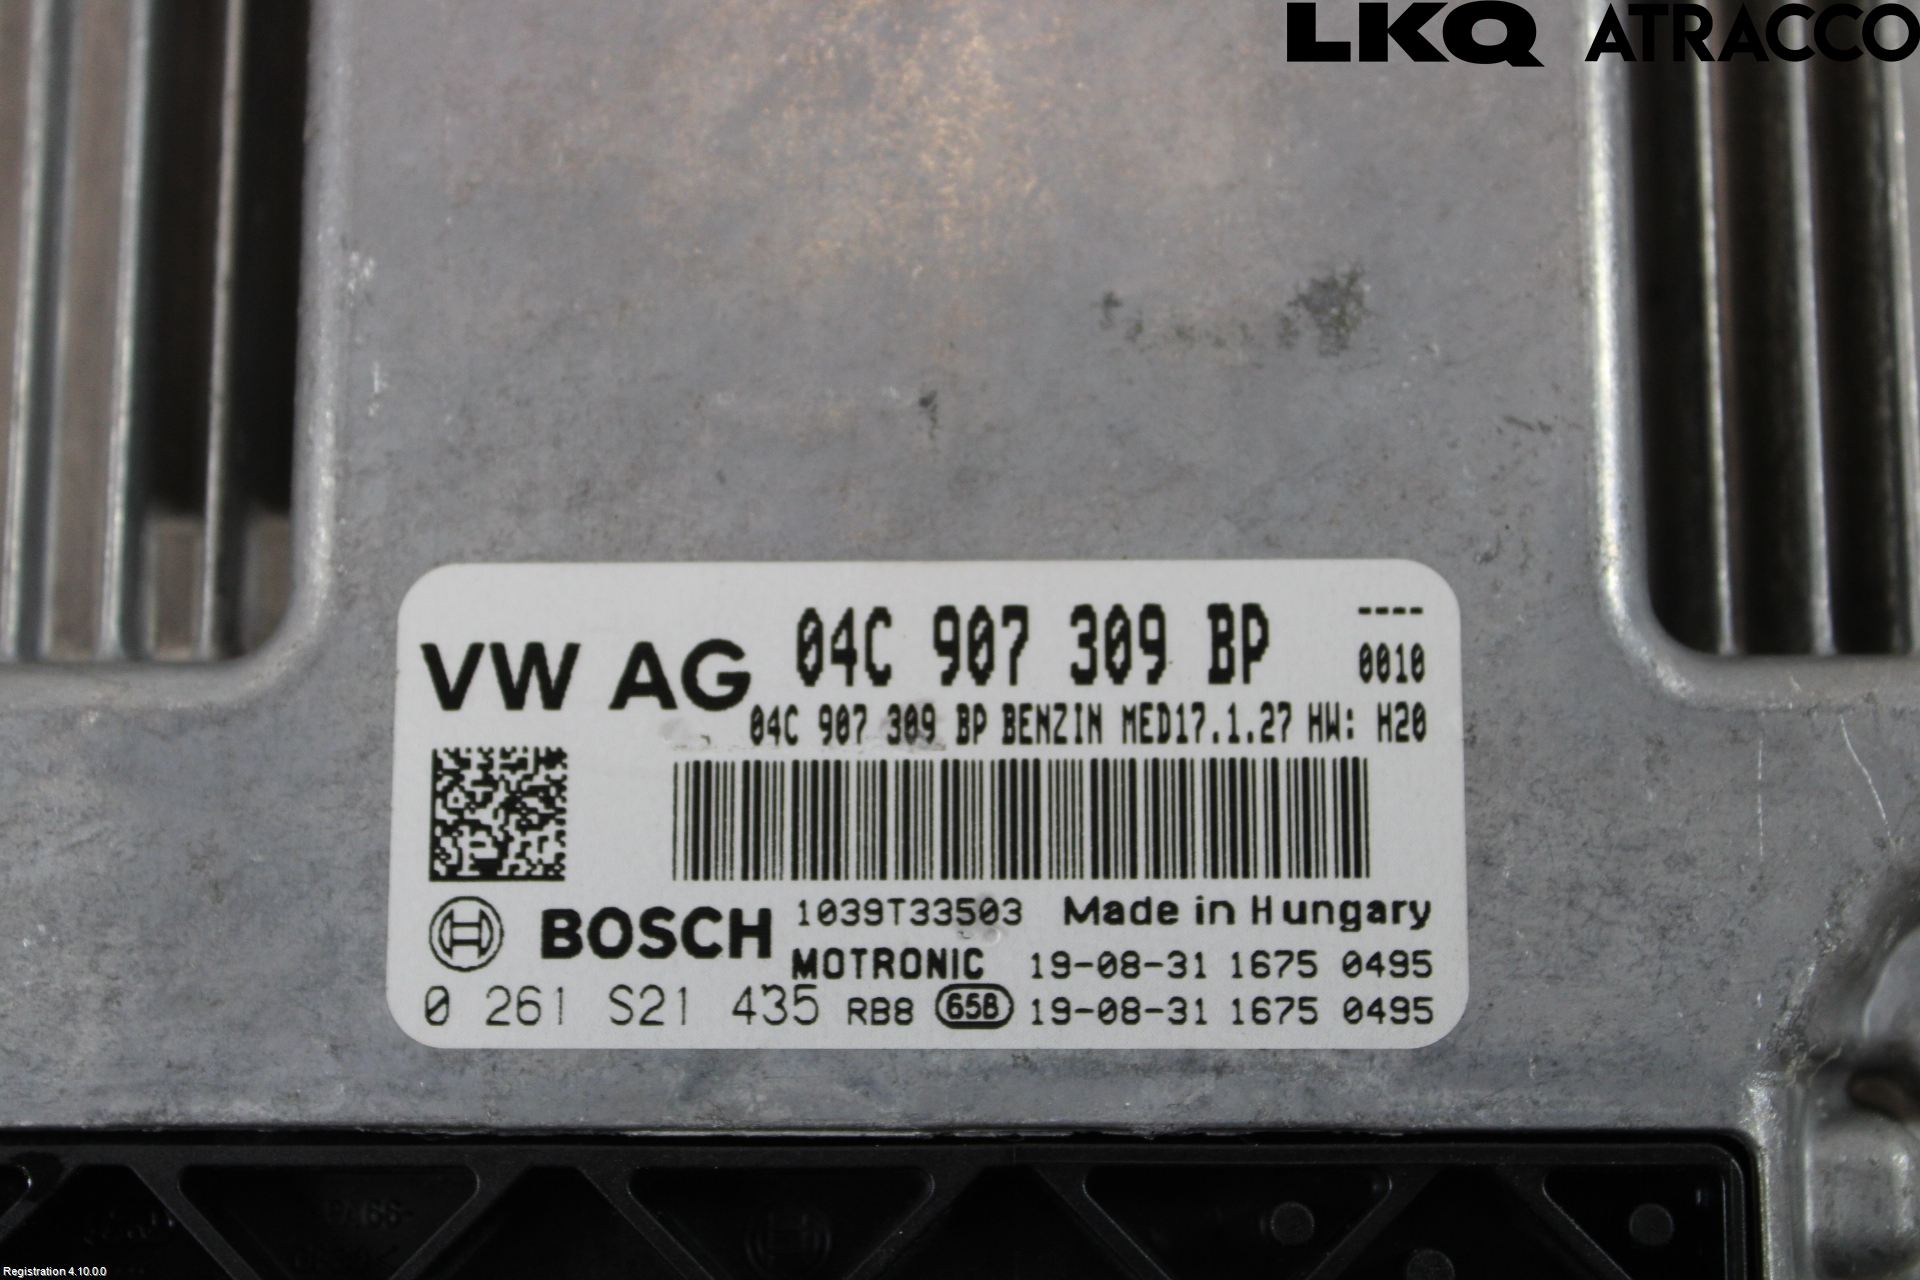 LKQ ATRACCO
VW AG 04C 907 309 BP ----
0010
04C 907 309 BP BENZIN MED17.1.27 HW: H20
BOSCH 1039T33503 Made in Hungary
MOTRONIC 19-08-31 1675 0495
0 261 S21 435 RB8 65B 19-08-31 1675 0495
Registration 4.10.0.0